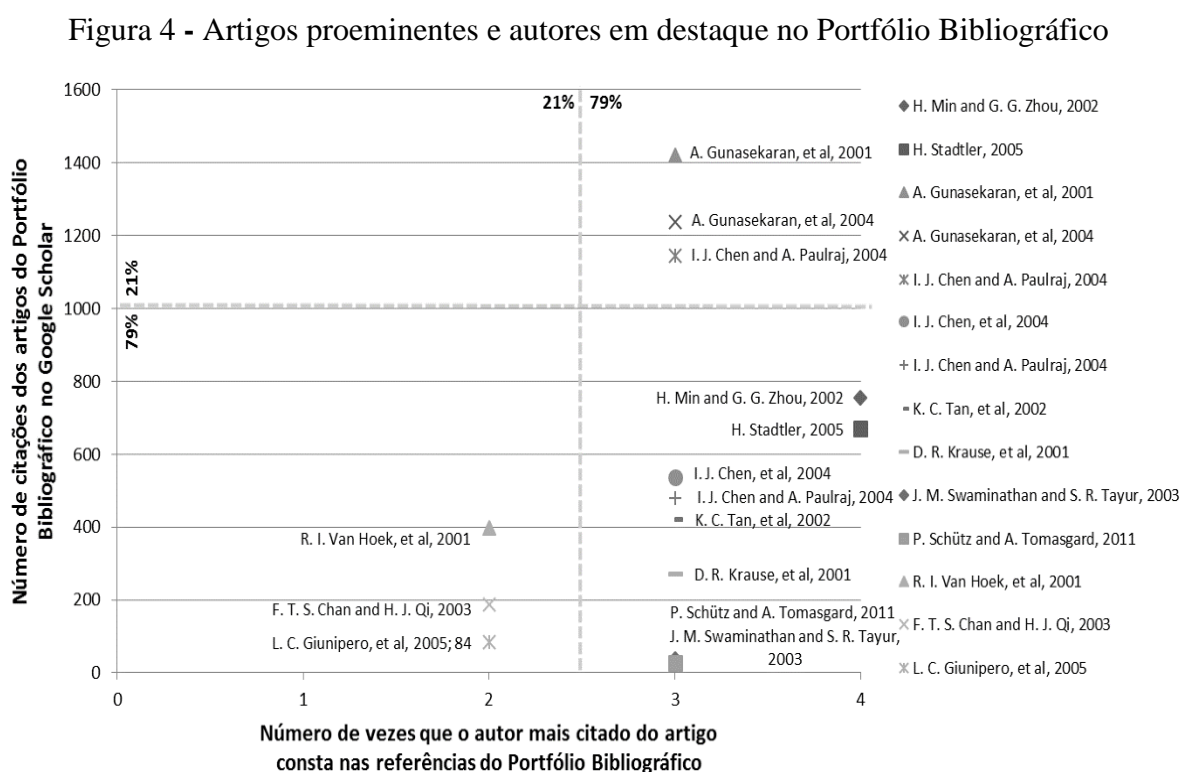 Figura 4 - Artigos proeminentes e autores em destaque no Portfólio Bibliográfico
Número de citações dos artigos do Portfólio
Bibliográfico no Google Scholar
1600
1400
1200
1000
800
600
400
200
0
21%
79%
21%
79%
A. Gunasekaran, et al, 2001
A. Gunasekaran, et al, 2004
I. J. Chen and A. Paulraj, 2004
H. Min and G. G. Zhou, 2002
H. Stadtler, 2005
I. J. Chen, et al, 2004
I. J. Chen and A. Paulraj, 2004
K. C. Tan, et al, 2002
R. I. Van Hoek, et al, 2001
D. R. Krause, et al, 2001
F. T. S. Chan and H. J. Qi, 2003
P. Schütz and A. Tomasgard, 2011
L. C. Giunipero, et al, 2005; 84
J. M. Swaminathan and S. R. Tayur,
2003
0
1
2
3
4
Número de vezes que o autor mais citado do artigo
consta nas referências do Portfólio Bibliográfico
H. Min and G. G. Zhou, 2002
H. Stadtler, 2005
A. Gunasekaran, et al, 2001
A. Gunasekaran, et al, 2004
I. J. Chen and A. Paulraj, 2004
I. J. Chen, et al, 2004
I. J. Chen and A. Paulraj, 2004
K. C. Tan, et al, 2002
D. R. Krause, et al, 2001
J. M. Swaminathan and S. R. Tayur, 2003
P. Schütz and A. Tomasgard, 2011
R. I. Van Hoek, et al, 2001
F. T. S. Chan and H. J. Qi, 2003
L. C. Giunipero, et al, 2005